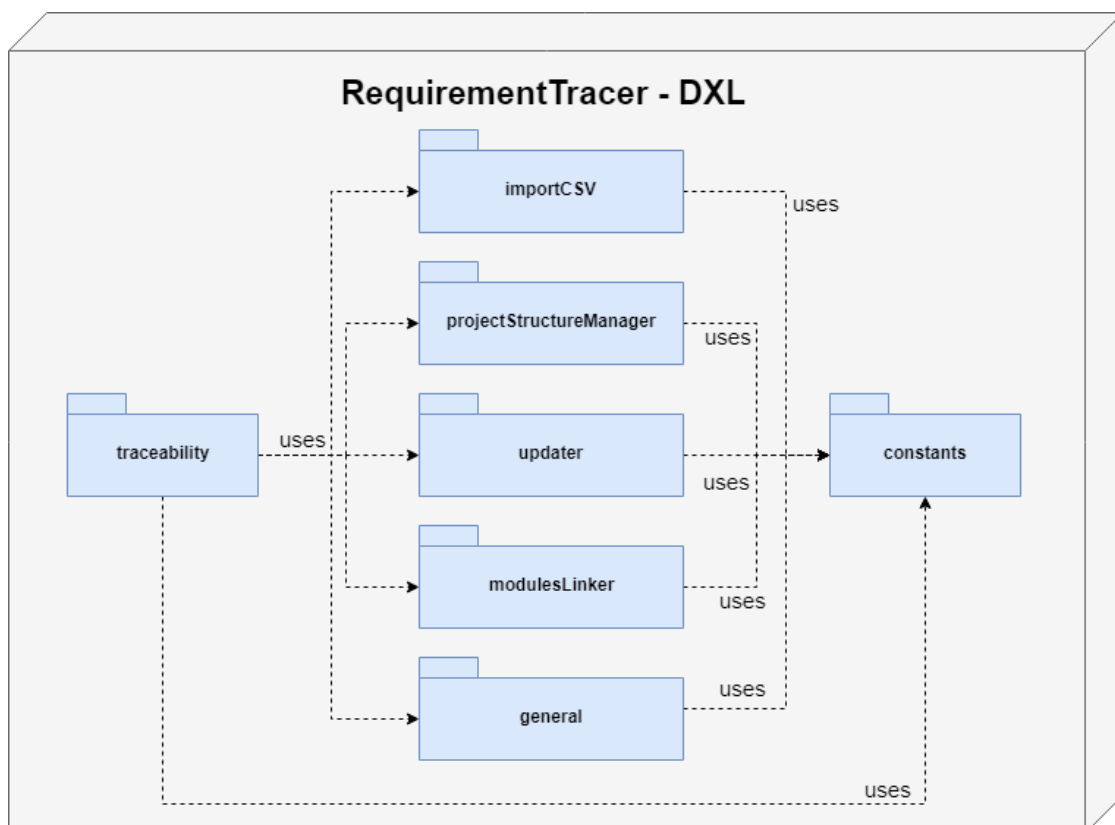 RequirementTracer - DXL
importCSV
uses
projectStructureManager
uses
traceability
uses
updater
uses
constants
modulesLinker
uses
general
uses
uses